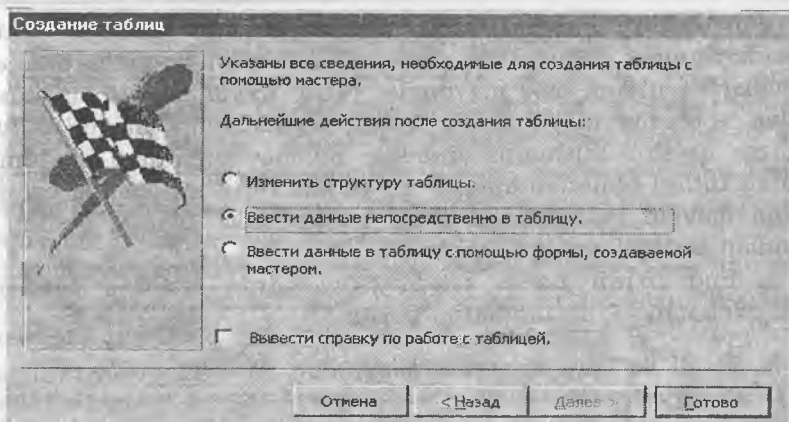 Создание таблиц
Указаны все сведения, необходимые для создания таблицы с
помощью мастера.
Дальнейшие действия после создания таблицы:
Изменить структуру таблицы.
Ввести данные непосредственно в таблицу.
Ввести данные в таблицу с помощью формы, создаваемой
мастером.
Вывести справку по работе с таблицей.
Отмена
< Назад
Далее >
Готово